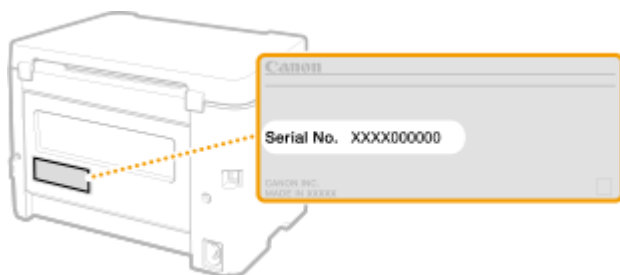 Canon
Serial No. XXXX000000
CANON INC.
MADE IN XXXXX